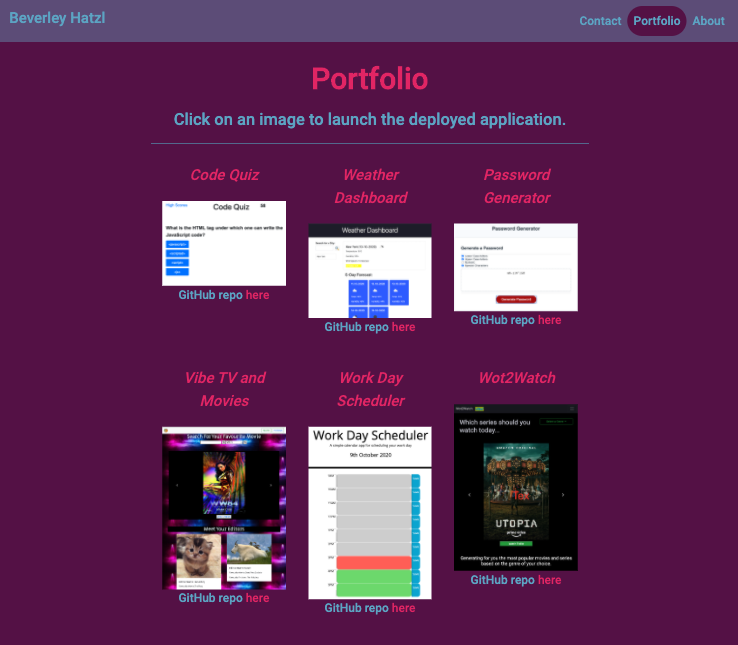 Beverley Hatzl
Contact Portfolio About
Portfolio
Click on an image to launch the deployed application.
Code Quiz
High Scores
Code Quiz
What is the HTML tag under which one can write the
JavaScript code?
GitHub repo here
Weather
Dashboard
Weather Dashboard
5-Day Forecast
GitHub repo here
Password
Generator
Password Generator
Generate a Password
Generate Password
GitHub repo here
Vibe TV and
Movies
Search For Your Favourite Movie
WW84
Meet Your Edition
GitHub repo here
Work Day
Scheduler
Work Day Scheduler
A simple calendar app for scheduling your work day
9th October 2020
GitHub repo here
Wot2Watch
Which series should you
watch today...
UTOPIA
prime video
Generating for you the most popular movies and series
based on the genre of your choice.
GitHub repo here